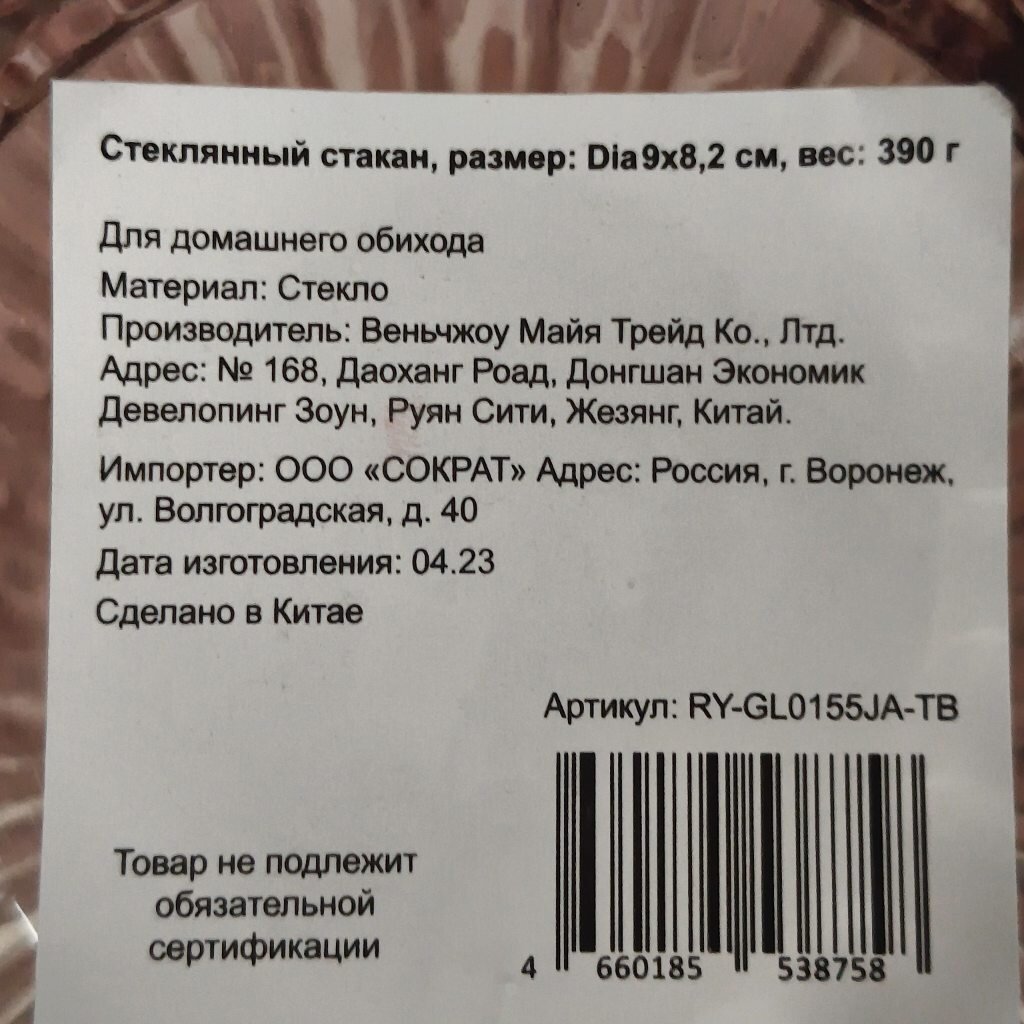 Стеклянный стакан, размер: Dia9x8,2 см, вес: 390 г
Для домашнего обихода
Материал: Стекло
Производитель: Веньчжоу Майя Трейд Ко., Лтд.
Адрес: № 168, Даоханг Роад, Донгшан Экономик
Девелопинг Зоун, Руян Сити, Жезянг, Китай.
Импортер: ООО «СОКРАТ» Адрес: Россия, г. Воронеж,
ул. Волгоградская, д. 40
Дата изготовления: 04.23
Сделано в Китае
Артикул: RY-GL0155JA-TB
Товар не подлежит
обязательной
сертификации
4 660185 538758